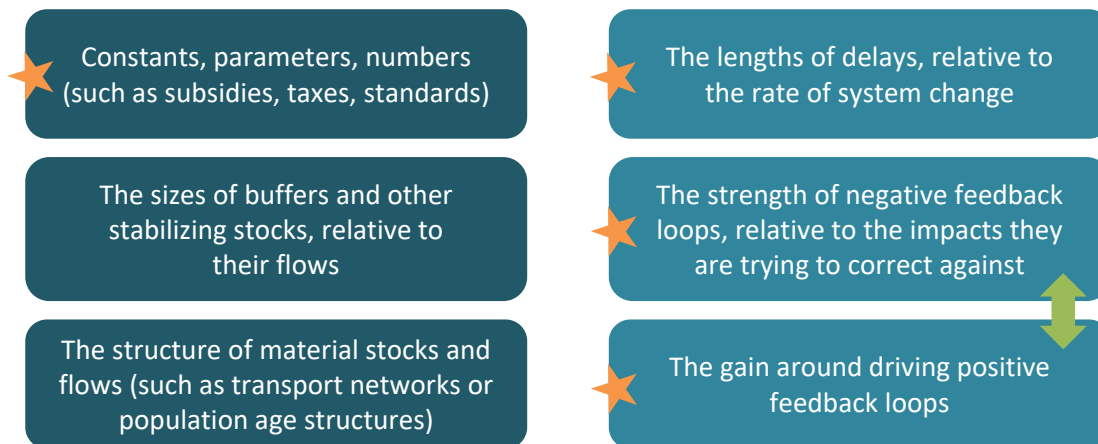 Constants, parameters, numbers
(such as subsidies, taxes, standards)
The sizes of buffers and other
stabilizing stocks, relative to
their flows
The structure of material stocks and
flows (such as transport networks or
population age structures)
The lengths of delays, relative to
the rate of system change
The strength of negative feedback
loops, relative to the impacts they
are trying to correct against
The gain around driving positive
feedback loops